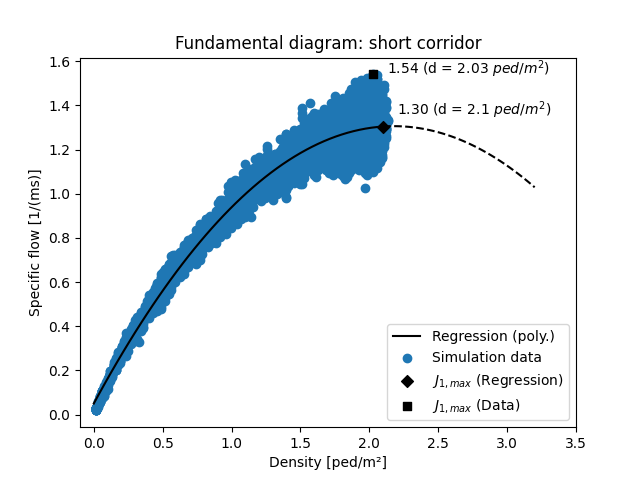 Fundamental diagram: short corridor
1.6
1.54 (d = 2.03 ped/m²)
1.4
1.30 (d = 2.1 ped/m²)
1.2
1.0
0.8
0.6
0.4
0.2
0.0
Specific flow [1/(ms)]
Regression (poly.)
Simulation data
J₁,max (Regression)
J₁,max (Data)
0.0 0.5 1.0 1.5 2.0 2.5 3.0 3.5
Density [ped/m²]